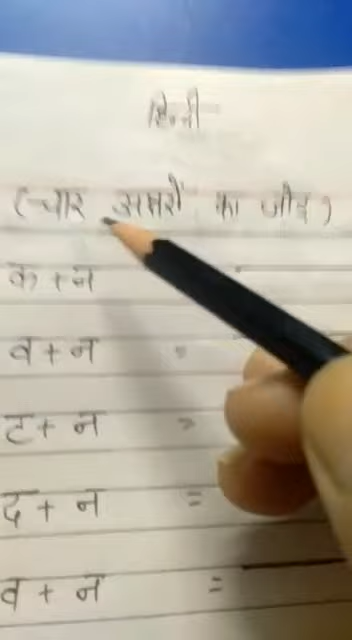 हिन्दी
(चार अक्षरों का जोड़)
क + न
व + न =
ट + न =
द + न =
व + न =